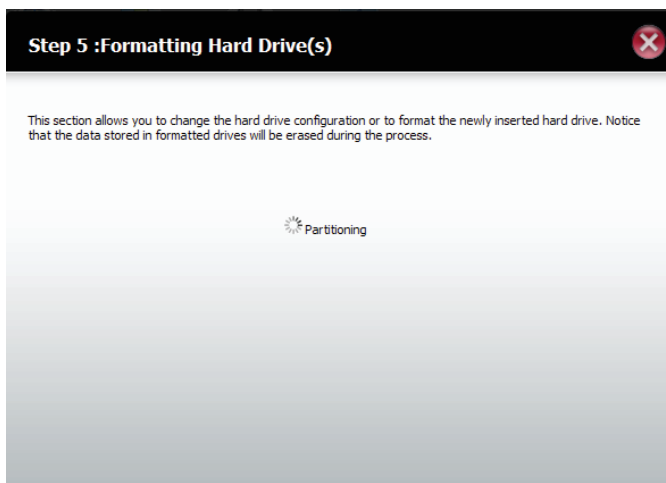 Step 5 :Formatting Hard Drive(s)
This section allows you to change the hard drive configuration or to format the newly inserted hard drive. Notice
that the data stored in formatted drives will be erased during the process.
Partitioning